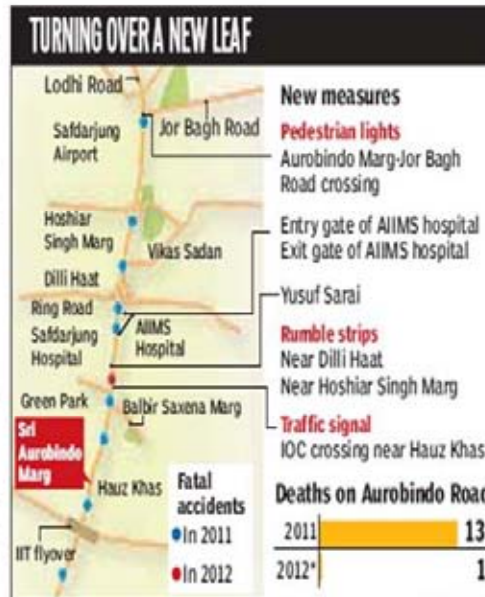 TURNING OVER A NEW LEAF
Lodhi Road
Jor Bagh Road
Safdarjung
Airport
Hoshiar
Singh Marg
Vikas Sadan
Dilli Haat
Ring Road
Safdarjung
Hospital
AIIMS
Hospital
Green Park
Balbir Saxena Marg
Sri
Aurobindo
Marg
Hauz Khas
IIT flyover
Fatal
accidents
In 2011
In 2012
New measures
Pedestrian lights
Aurobindo Marg-Jor Bagh
Road crossing
Entry gate of AIIMS hospital
Exit gate of AIIMS hospital
Yusuf Sarai
Rumble strips
Near Dilli Haat
Near Hoshiar Singh Marg
Traffic signal
IOC crossing near Hauz Khas
Deaths on Aurobindo Road
2011 13
2012* 1